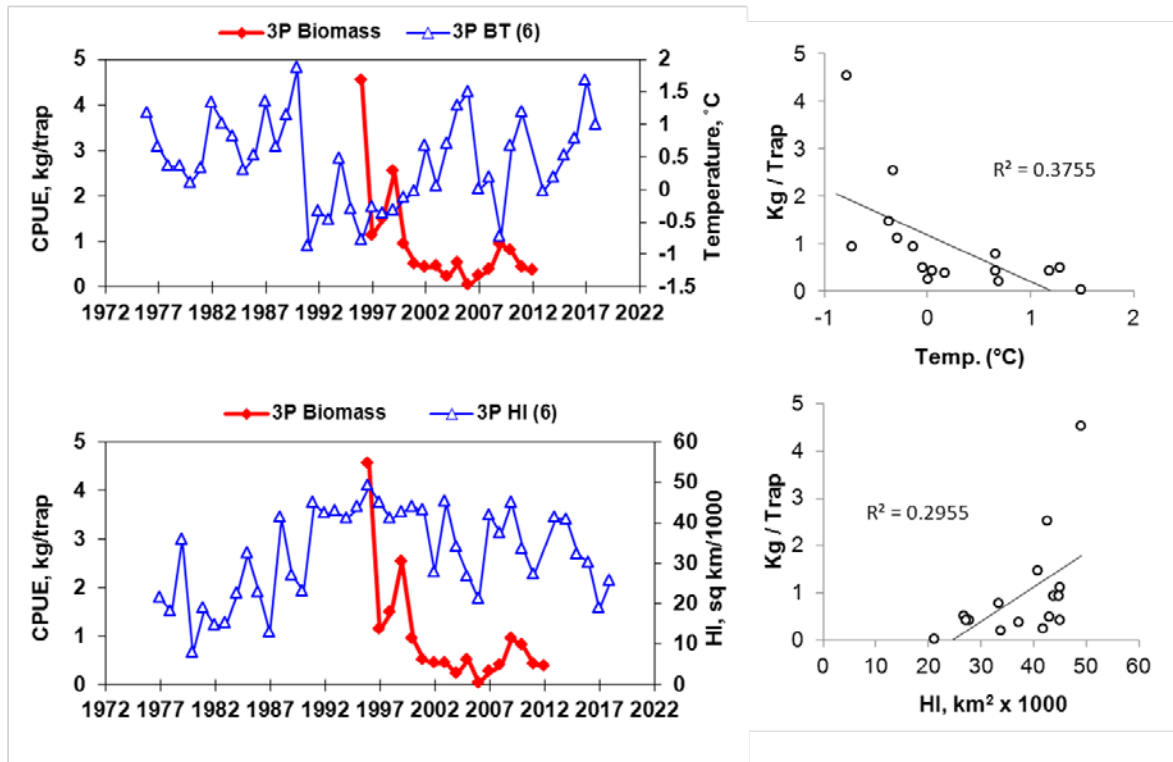 3P Biomass 3P BT (6)
5 2
4 1.5
3 1
2 0.5
1 0
0 -0.5
-1
-1.5
CPUE, kg/trap
Temperature, ˚C
1972 1977 1982 1987 1992 1997 2002 2007 2012 2017 2022
5
4
3
2
1
0
Kg / Trap
R² = 0.3755
-1 0 1 2
Temp. (°C)
3P Biomass 3P HI (6)
5 60
4 50
3 40
2 30
1 20
0 10
0
CPUE, kg/trap
HI, sq km/1000
1972 1977 1982 1987 1992 1997 2002 2007 2012 2017 2022
5
4
3
2
1
0
Kg / Trap
R² = 0.2955
0 10 20 30 40 50 60
HI, km² x 1000